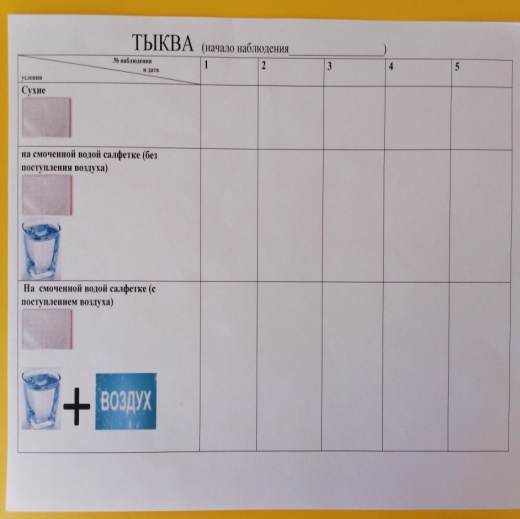 ТЫКВА (начало наблюдения___________________)
№ наблюдения
и дата
условия
1 2 3 4 5
Сухие
на смоченной водой салфетке (без
поступления воздуха)
На смоченной водой салфетке (с
поступлением воздуха)
+ ВОЗДУХ